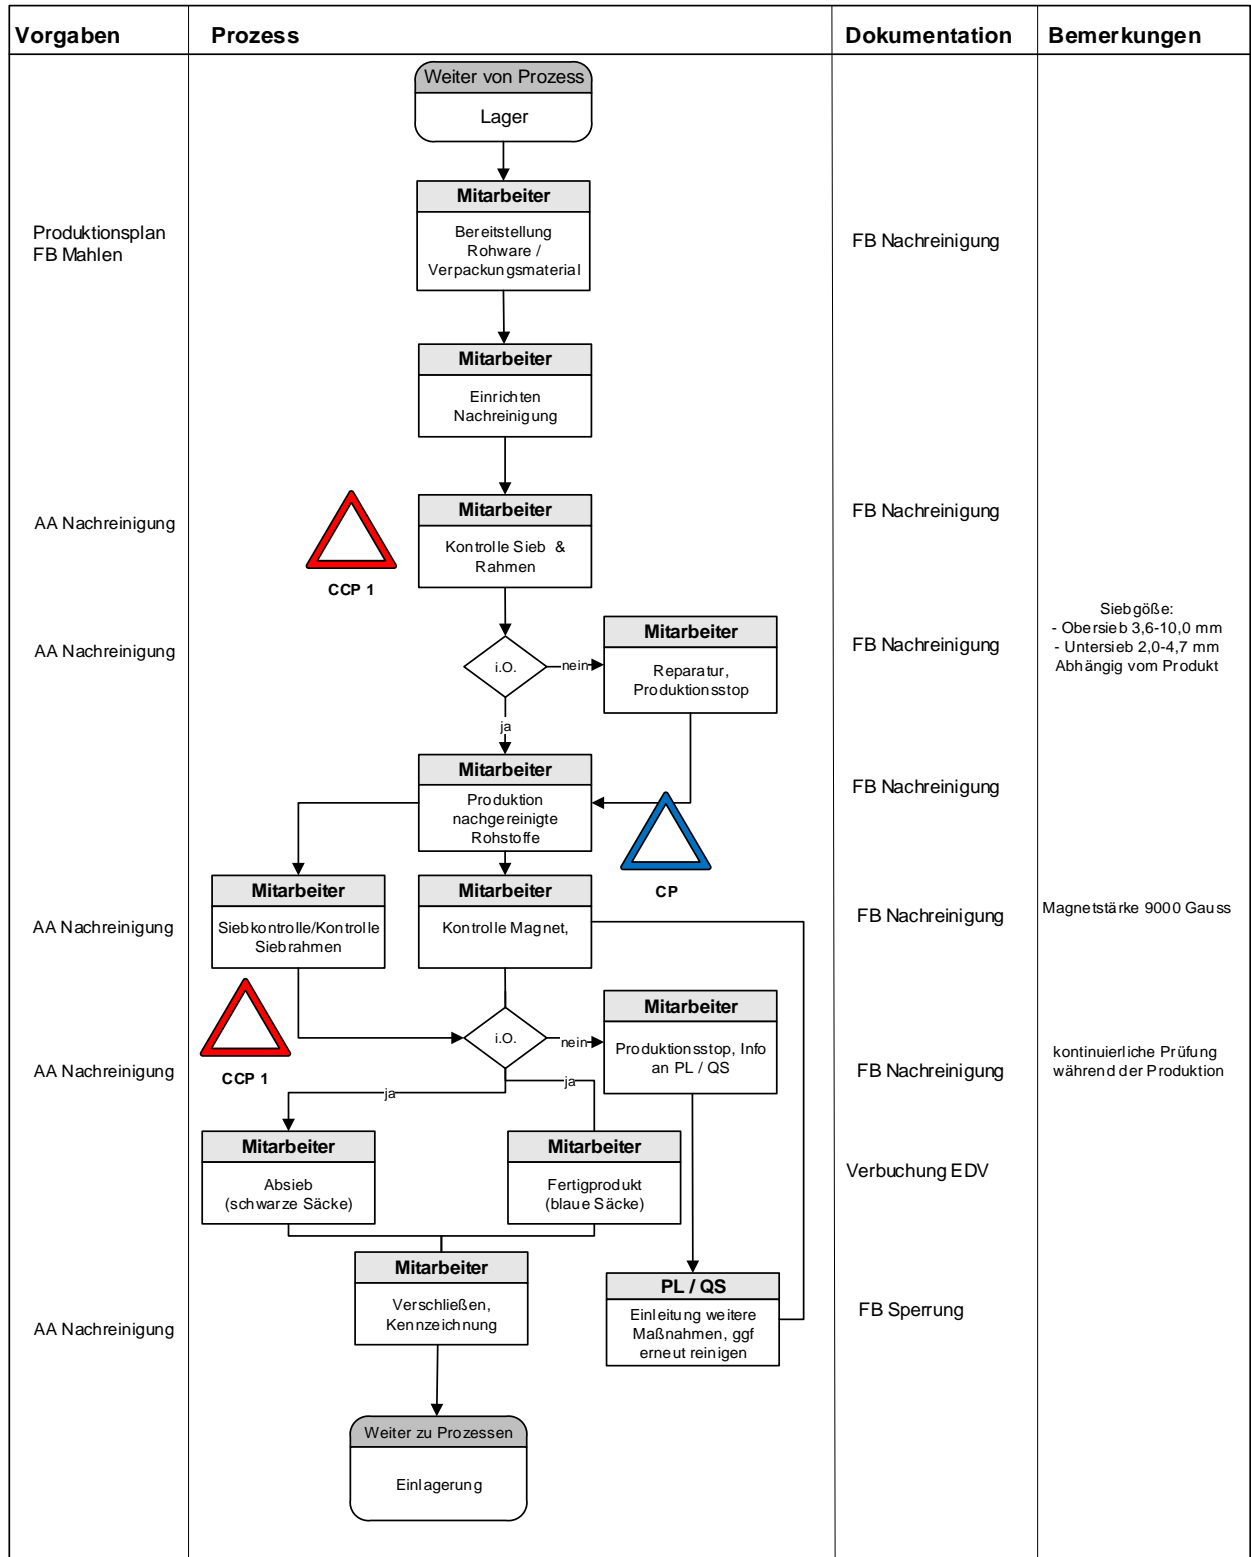 Vorgaben
Prozess
Dokumentation
Bemerkungen
Weiter von Prozess
Lager
Mitarbeiter
Bereitstellung
Rohware /
Verpackungsmaterial
Produktionsplan
FB Mahlen
FB Nachreinigung
Mitarbeiter
Einrichten
Nachreinigung
Mitarbeiter
Kontrolle Sieb &
Rahmen
CCP 1
AA Nachreinigung
FB Nachreinigung
AA Nachreinigung
i.O.
nein
ja
Mitarbeiter
Reparatur,
Produktionsstop
FB Nachreinigung
Siebgöße:
- Obersieb 3,6-10,0 mm
- Untersieb 2,0-4,7 mm
Abhängig vom Produkt
Mitarbeiter
Produktion
nachgereinigte
Rohstoffe
CP
FB Nachreinigung
AA Nachreinigung
Mitarbeiter
Siebkontrolle/Kontrolle
Siebrahmen
Mitarbeiter
Kontrolle Magnet,
FB Nachreinigung
Magnetstärke 9000 Gauss
AA Nachreinigung
CCP 1
i.O.
nein
ja
ja
Mitarbeiter
Produktionsstop, Info
an PL / QS
FB Nachreinigung
kontinuierliche Prüfung
während der Produktion
Mitarbeiter
Absieb
(schwarze Säcke)
Mitarbeiter
Fertigprodukt
(blaue Säcke)
Verbuchung EDV
AA Nachreinigung
Mitarbeiter
Verschließen,
Kennzeichnung
PL / QS
Einleitung weitere
Maßnahmen, ggf
erneut reinigen
FB Sperrung
Weiter zu Prozessen
Einlagerung